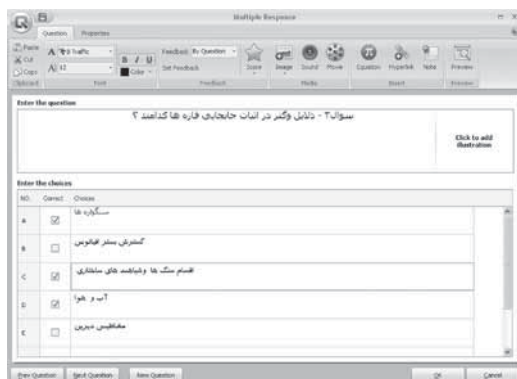 Multiple Response
Question Properties
Paste
Cut
Copy
Clipboard
B Traffic
12
B I U
Color
Font
Feedback By Question
Set Feedback
Feedback
Score
Image Sound Movie
Media
Equation Hyperlink Note
Insert
Preview
Preview
Enter the question
سوال۳ - دلایل وگنر در اثبات جابجایی قاره ها کدامند ؟
Click to add illustration
Enter the choices
NO. Correct Choices
A سنگواره ها
B گسترش بستر اقیانوس
C اقسام سنگ ها وشباهت های ساختاری
D آب و هوا
E مغناطیس دیرین
Prev Question Next Question New Question OK Cancel